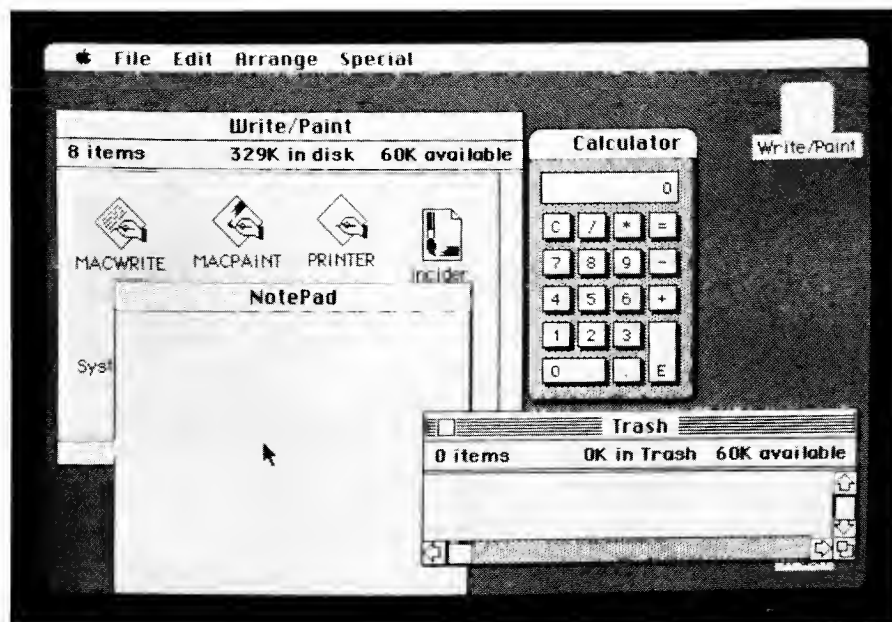 File Edit Arrange Special
Write/Paint
8 items 329K in disk 60K available
MACWRITE MACPAINT PRINTER incider
Syst
NotePad
Calculator
0
C / * =
7 8 9 -
4 5 6 +
1 2 3
0 . E
Write/Paint
Trash
0 items 0K in Trash 60K available